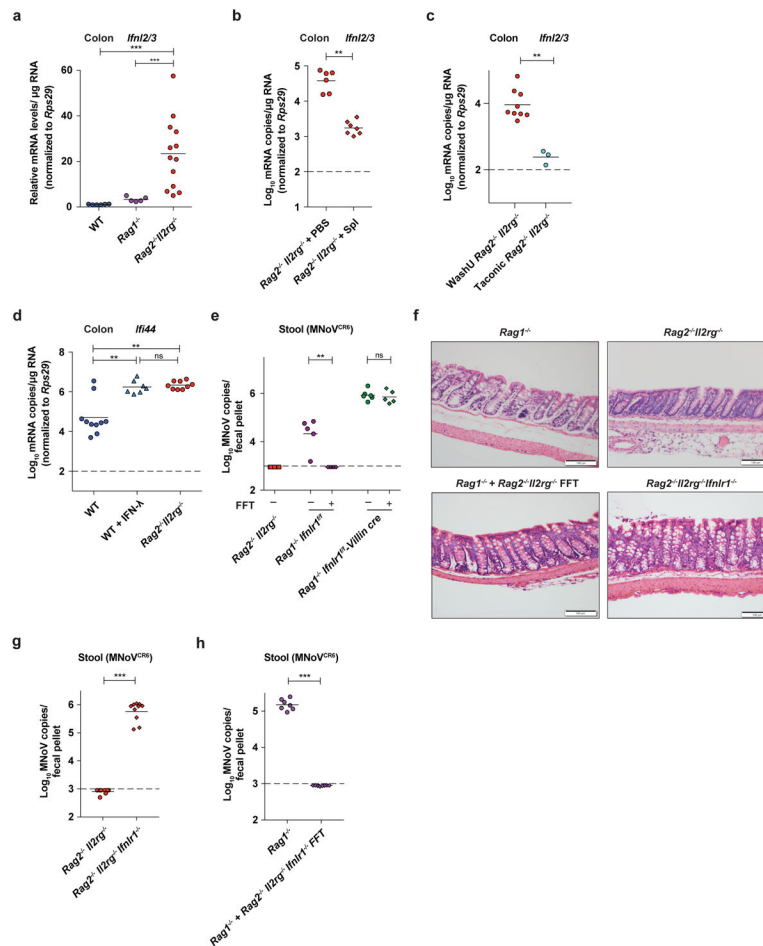 a
Colon Ifnl2/3
***
***
Relative mRNA levels/ µg RNA
(normalized to Rps29)
60
40
20
0
WT
Rag1-/-
Rag2-/-Il2rg-/-
b
Colon Ifnl2/3
**
Log10 mRNA copies/µg RNA
(normalized to Rps29)
5
4
3
2
1
Rag2-/- Il2rg-/- + PBS
Rag2-/- Il2rg-/- + Spl
c
Colon Ifnl2/3
**
Log10 mRNA copies/µg RNA
(normalized to Rps29)
4
2
WashU Rag2-/- Il2rg-/-
Taconic Rag2-/- Il2rg-/-
d
Colon Ifi44
**
** ns
Log10 mRNA copies/µg RNA
(normalized to Rps29)
8
6
4
2
WT
WT + IFN-λ
Rag2-/-Il2rg-/-
e
Stool (MNoVCR6)
** ns
Log10 MNoV copies/
fecal pellet
6
4
2
FFT – – + – +
Rag2-/- Il2rg-/-
Rag1-/- Ifnlr1f/f
Rag1-/- Ifnlr1f/f-Villin cre
f
Rag1-/-
Rag2-/-Il2rg-/-
Rag1-/- + Rag2-/-Il2rg-/- FFT
Rag2-/-Il2rg-/-Ifnlr1-/-
g
Stool (MNoVCR6)
***
Log10 MNoV copies/
fecal pellet
6
5
4
3
2
Rag2-/- Il2rg-/-
Rag2-/- Il2rg-/- Ifnlr1-/-
h
Stool (MNoVCR6)
***
Log10 MNoV copies/
fecal pellet
5
4
3
2
Rag1-/-
Rag1-/- + Rag2-/- Il2rg-/- Ifnlr1-/- FFT